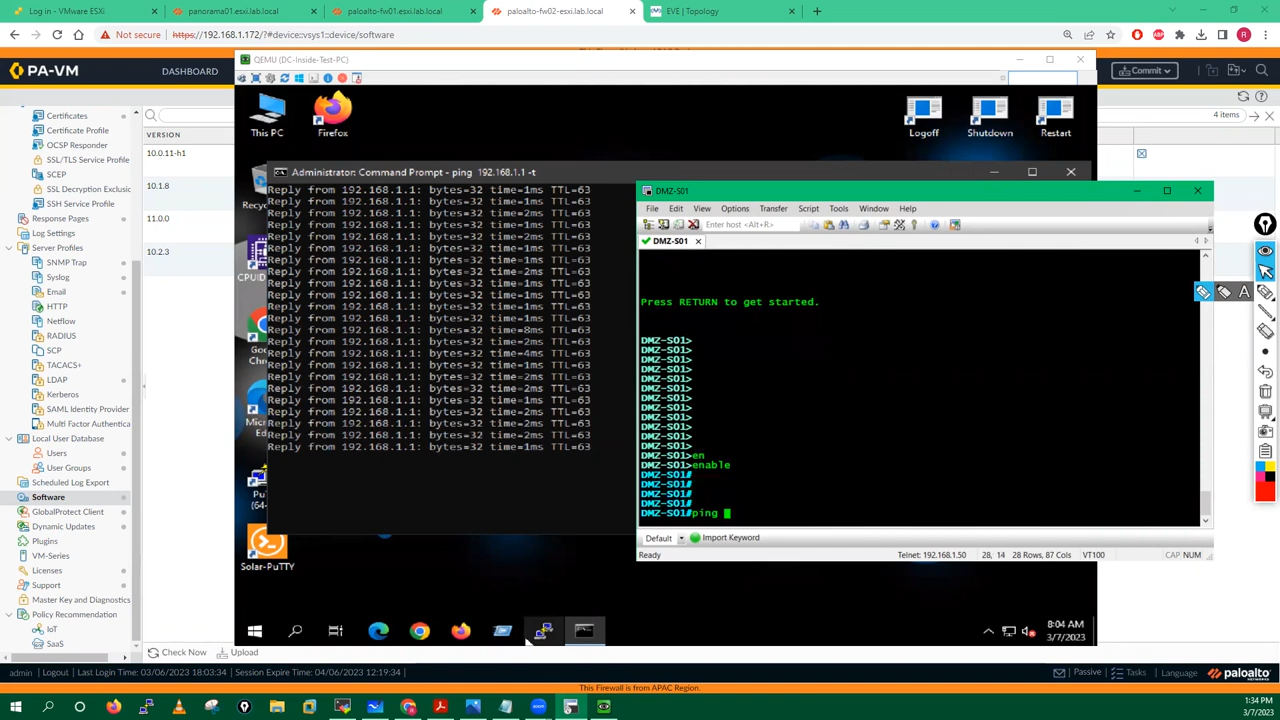 Log in - VMware ESXi
panorama01.esxi.lab.local
paloalto-fw01.esxi.lab.local
paloalto-fw02-esxi.lab.local
EVE | Topology
Not secure
https://192.168.1.172/?#device::vsys1::device/software
This Firewall is from APAC Region.
PA-VM
DASHBOARD
Commit
QEMU (DC-Inside-Test-PC)
4 items
Certificates
Certificate Profile
OCSP Responder
SSL/TLS Service Profile
SCEP
SSL Decryption Exclusio
SSH Service Profile
Response Pages
Log Settings
Server Profiles
SNMP Trap
Syslog
Email
HTTP
Netflow
RADIUS
SCP
TACACS+
LDAP
Kerberos
SAML Identity Provider
Multi Factor Authentica
Local User Database
Users
User Groups
Scheduled Log Export
Software
GlobalProtect Client
Dynamic Updates
Plugins
VM-Series
Licenses
Support
Master Key and Diagnostics
Policy Recommendation
IoT
SaaS
VERSION
10.0.11-h1
10.1.8
11.0.0
10.2.3
This PC
Firefox
Logoff
Shutdown
Restart
Recyc
CPUID
Goo
Chr
Micr
Ed
Pu
(64-
Solar-PuTTY
Administrator: Command Prompt - ping 192.168.1.1 -t
Reply from 192.168.1.1: bytes=32 time=1ms TTL=63
Reply from 192.168.1.1: bytes=32 time=1ms TTL=63
Reply from 192.168.1.1: bytes=32 time=2ms TTL=63
Reply from 192.168.1.1: bytes=32 time=1ms TTL=63
Reply from 192.168.1.1: bytes=32 time=2ms TTL=63
Reply from 192.168.1.1: bytes=32 time=1ms TTL=63
Reply from 192.168.1.1: bytes=32 time=1ms TTL=63
Reply from 192.168.1.1: bytes=32 time=2ms TTL=63
Reply from 192.168.1.1: bytes=32 time=1ms TTL=63
Reply from 192.168.1.1: bytes=32 time=1ms TTL=63
Reply from 192.168.1.1: bytes=32 time=1ms TTL=63
Reply from 192.168.1.1: bytes=32 time=1ms TTL=63
Reply from 192.168.1.1: bytes=32 time=8ms TTL=63
Reply from 192.168.1.1: bytes=32 time=2ms TTL=63
Reply from 192.168.1.1: bytes=32 time=4ms TTL=63
Reply from 192.168.1.1: bytes=32 time=1ms TTL=63
Reply from 192.168.1.1: bytes=32 time=2ms TTL=63
Reply from 192.168.1.1: bytes=32 time=2ms TTL=63
Reply from 192.168.1.1: bytes=32 time=1ms TTL=63
Reply from 192.168.1.1: bytes=32 time=2ms TTL=63
Reply from 192.168.1.1: bytes=32 time=2ms TTL=63
Reply from 192.168.1.1: bytes=32 time=2ms TTL=63
Reply from 192.168.1.1: bytes=32 time=1ms TTL=63
DMZ-S01
File Edit View Options Transfer Script Tools Window Help
Enter host <Alt+R>
DMZ-S01
Press RETURN to get started.
DMZ-S01>
DMZ-S01>
DMZ-S01>
DMZ-S01>
DMZ-S01>
DMZ-S01>
DMZ-S01>
DMZ-S01>
DMZ-S01>
DMZ-S01>
DMZ-S01>
DMZ-S01>
DMZ-S01>en
DMZ-S01>enable
DMZ-S01#
DMZ-S01#
DMZ-S01#
DMZ-S01#
DMZ-S01#ping
Default
Import Keyword
Ready
Telnet: 192.168.1.50
28, 14
28 Rows, 87 Cols
VT100
CAP NUM
8:04 AM
3/7/2023
Check Now
Upload
admin | Logout | Last Login Time: 03/06/2023 18:03:34 | Session Expire Time: 03/06/2023 12:19:34
Passive | Tasks | Language
paloalto
This Firewall is from APAC Region.
1:34 PM
3/7/2023